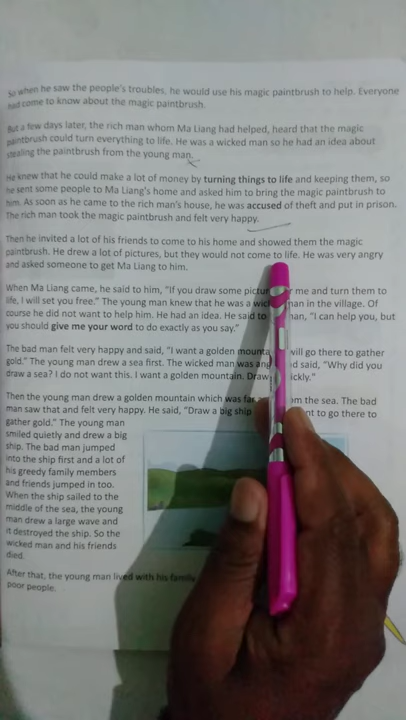 So when he saw the people's troubles, he would use his magic paintbrush to help. Everyone
had come to know about the magic paintbrush.
But a few days later, the rich man whom Ma Liang had helped, heard that the magic
paintbrush could turn everything to life. He was a wicked man so he had an idea about
stealing the paintbrush from the young man.
He knew that he could make a lot of money by turning things to life and keeping them, so
he sent some people to Ma Liang's home and asked him to bring the magic paintbrush to
him. As soon as he came to the rich man's house, he was accused of theft and put in prison.
The rich man took the magic paintbrush and felt very happy.
Then he invited a lot of his friends to come to his home and showed them the magic
paintbrush. He drew a lot of pictures, but they would not come to life. He was very angry
and asked someone to get Ma Liang to him.
When Ma Liang came, he said to him, "If you draw some me and turn them to
life, I will set you free." The young man knew that he was a man in the village. Of
course he did not want to help him. He had an idea. He said to "I can help you, but
you should give me your word to do exactly as you say."
The bad man felt very happy and said, "I want a golden will go there to gather
gold." The young man drew a sea first. The wicked man was said, "Why did you
draw a sea? I do not want this. I want a golden mountain. Draw
Then the young man drew a golden mountain which was the sea. The bad
man saw that and felt very happy. He said, "Draw a big ship to go there to
gather gold." The young man
smiled quietly and drew a big
ship. The bad man jumped
into the ship first and a lot of
his greedy family members
and friends jumped in too.
When the ship sailed to the
middle of the sea, the young
man drew a large wave and
it destroyed the ship. So the
wicked man and his friends
died.
After that, the young man lived with his family
poor people.